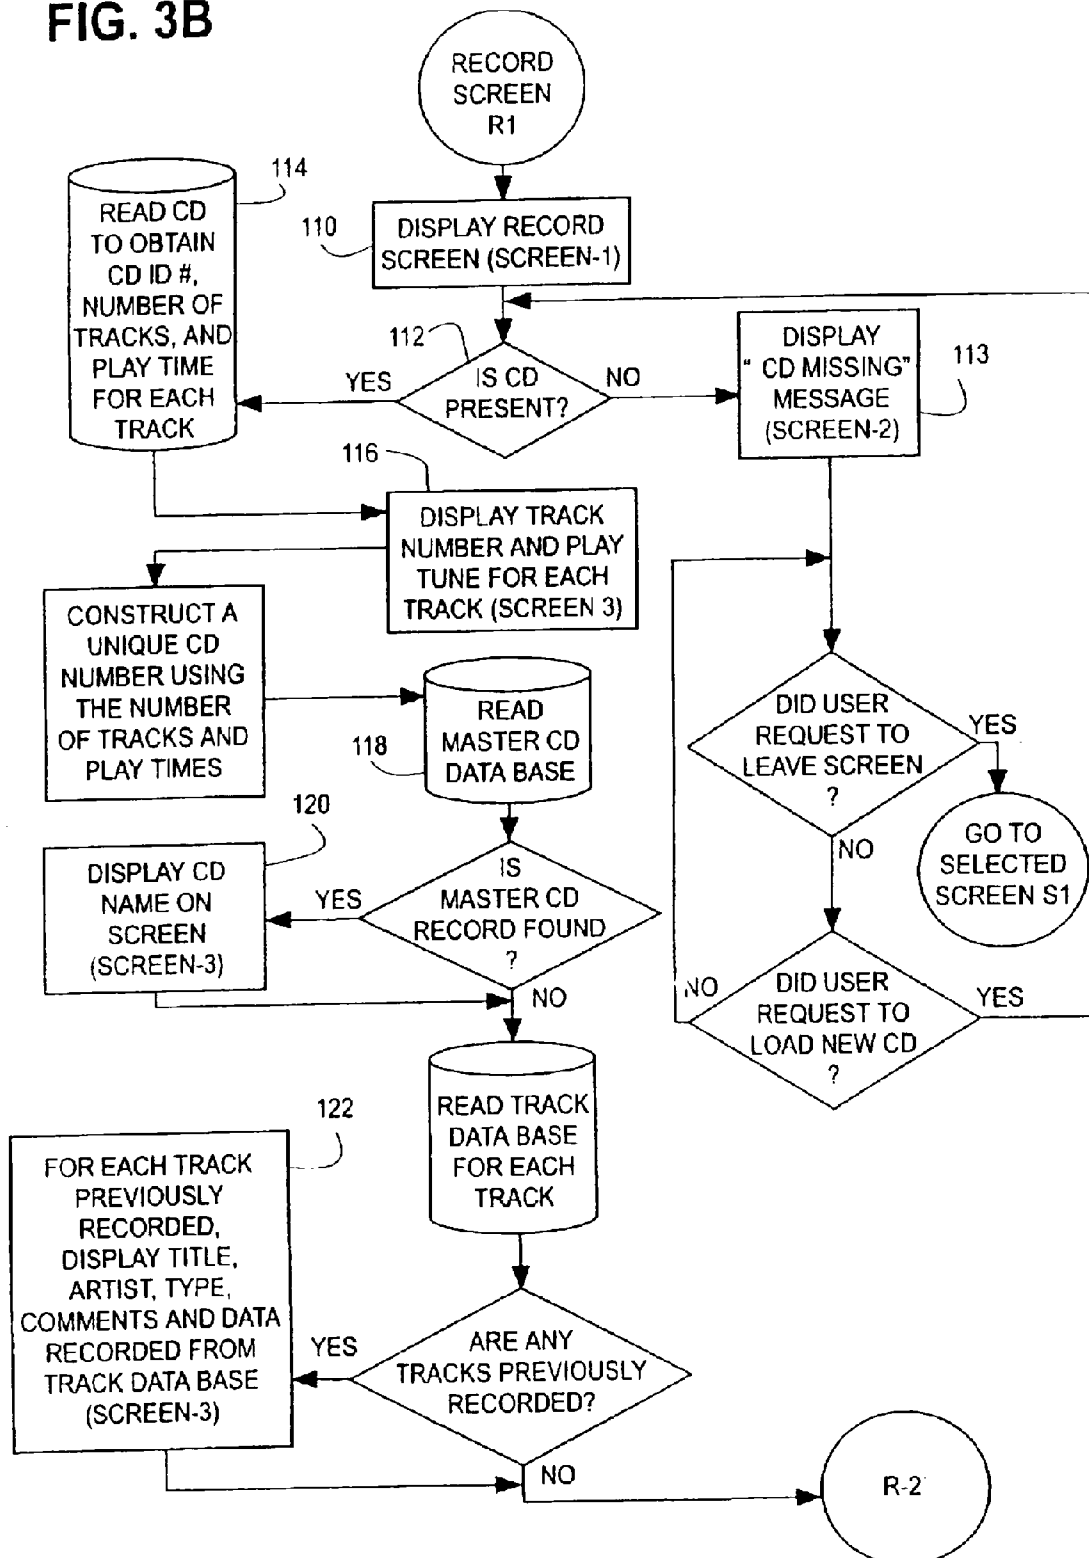 FIG. 3B
RECORD
SCREEN
R1
114
READ CD
TO OBTAIN
CD ID #,
NUMBER OF
TRACKS, AND
PLAY TIME
FOR EACH
TRACK
110
DISPLAY RECORD
SCREEN (SCREEN-1)
112
IS CD
PRESENT?
YES
NO
DISPLAY
" CD MISSING"
MESSAGE
(SCREEN-2)
113
116
DISPLAY TRACK
NUMBER AND PLAY
TUNE FOR EACH
TRACK (SCREEN 3)
CONSTRUCT A
UNIQUE CD
NUMBER USING
THE NUMBER
OF TRACKS AND
PLAY TIMES
118
READ
MASTER CD
DATA BASE
DID USER
REQUEST TO
LEAVE SCREEN
?
YES
NO
GO TO
SELECTED
SCREEN S1
120
DISPLAY CD
NAME ON
SCREEN
(SCREEN-3)
YES
IS
MASTER CD
RECORD FOUND
?
NO
NO
DID USER
REQUEST TO
LOAD NEW CD
?
YES
READ TRACK
DATA BASE
FOR EACH
TRACK
122
FOR EACH TRACK
PREVIOUSLY
RECORDED,
DISPLAY TITLE,
ARTIST, TYPE,
COMMENTS AND DATA
RECORDED FROM
TRACK DATA BASE
(SCREEN-3)
YES
ARE ANY
TRACKS PREVIOUSLY
RECORDED?
NO
R-2